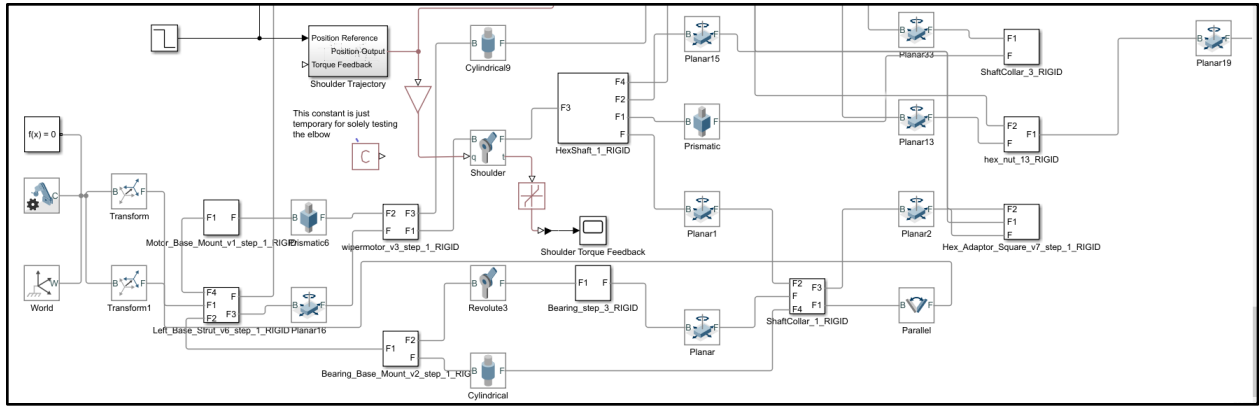 Position Reference
Position Output
Torque Feedback
Shoulder Trajectory
B F
Cylindrical9
B F
Planar15
B F
Planar33
F1
F
ShaftCollar_3_RIGID
B F
Planar19
This constant is just
temporary for solely testing
the elbow
C
f(x) = 0
F3
F4
F2
F1
F
HexShaft_1_RIGID
B F
q t
Shoulder
B F
Prismatic
B F
Planar13
F2
F1
F
hex_nut_13_RIGID
C
B F
Transform
F1 F
Motor_Base_Mount_v1_step_1_RIGID
B F
Prismatic6
F2 F3
F F1
wipermotor_v3_step_1_RIGID
Shoulder Torque Feedback
B F
Planar1
B F
Planar2
F2
F1
F
Hex_Adaptor_Square_v7_step_1_RIGID
W
World
B F
Transform1
F4
F
F1
F3
F2
Left_Base_Strut_v6_step_1_RIGID
B F
Planar16
B F
Revolute3
F1 F
Bearing_step_3_RIGID
B F
Planar
F2
F3
F
F1
F4
ShaftCollar_1_RIGID
B F
Parallel
F1
F2
F
Bearing_Base_Mount_v2_step_1_RIG
B F
Cylindrical